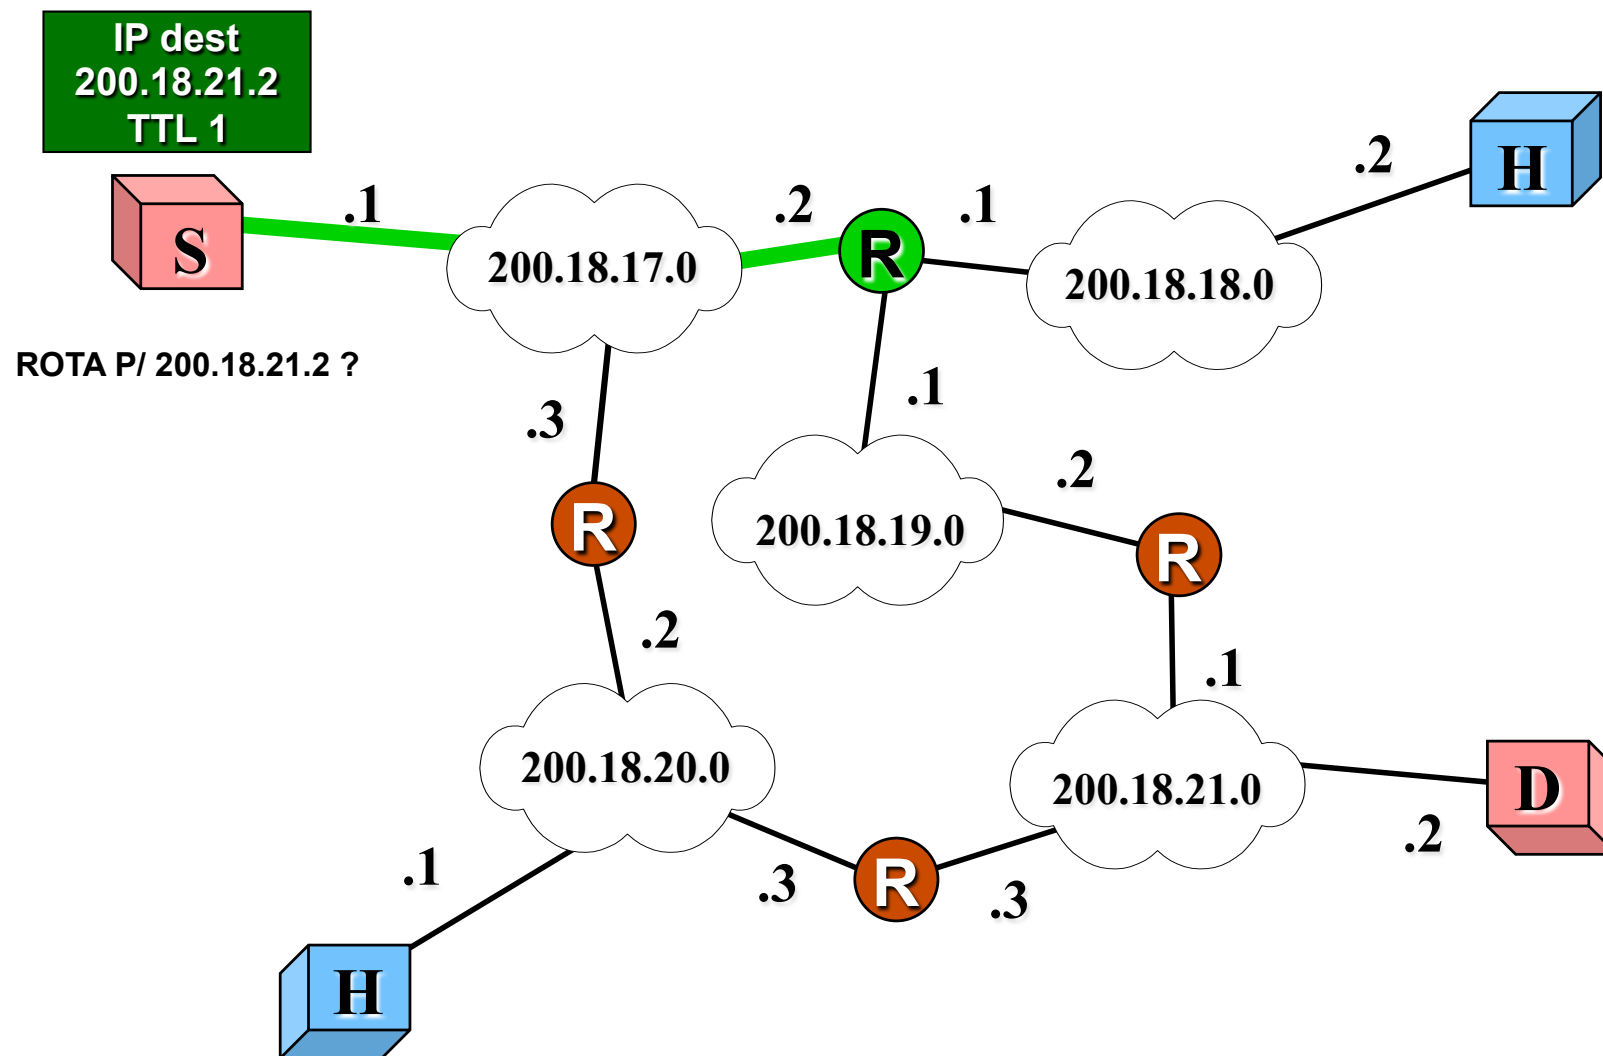 IP dest
200.18.21.2
TTL 1
.2
H
.1
.2
.1
S
R
200.18.17.0
200.18.18.0
ROTA P/ 200.18.21.2 ?
.1
.3
.2
R
200.18.19.0
R
.2
.1
200.18.20.0
200.18.21.0
D
.2
.1
.3
R
.3
H